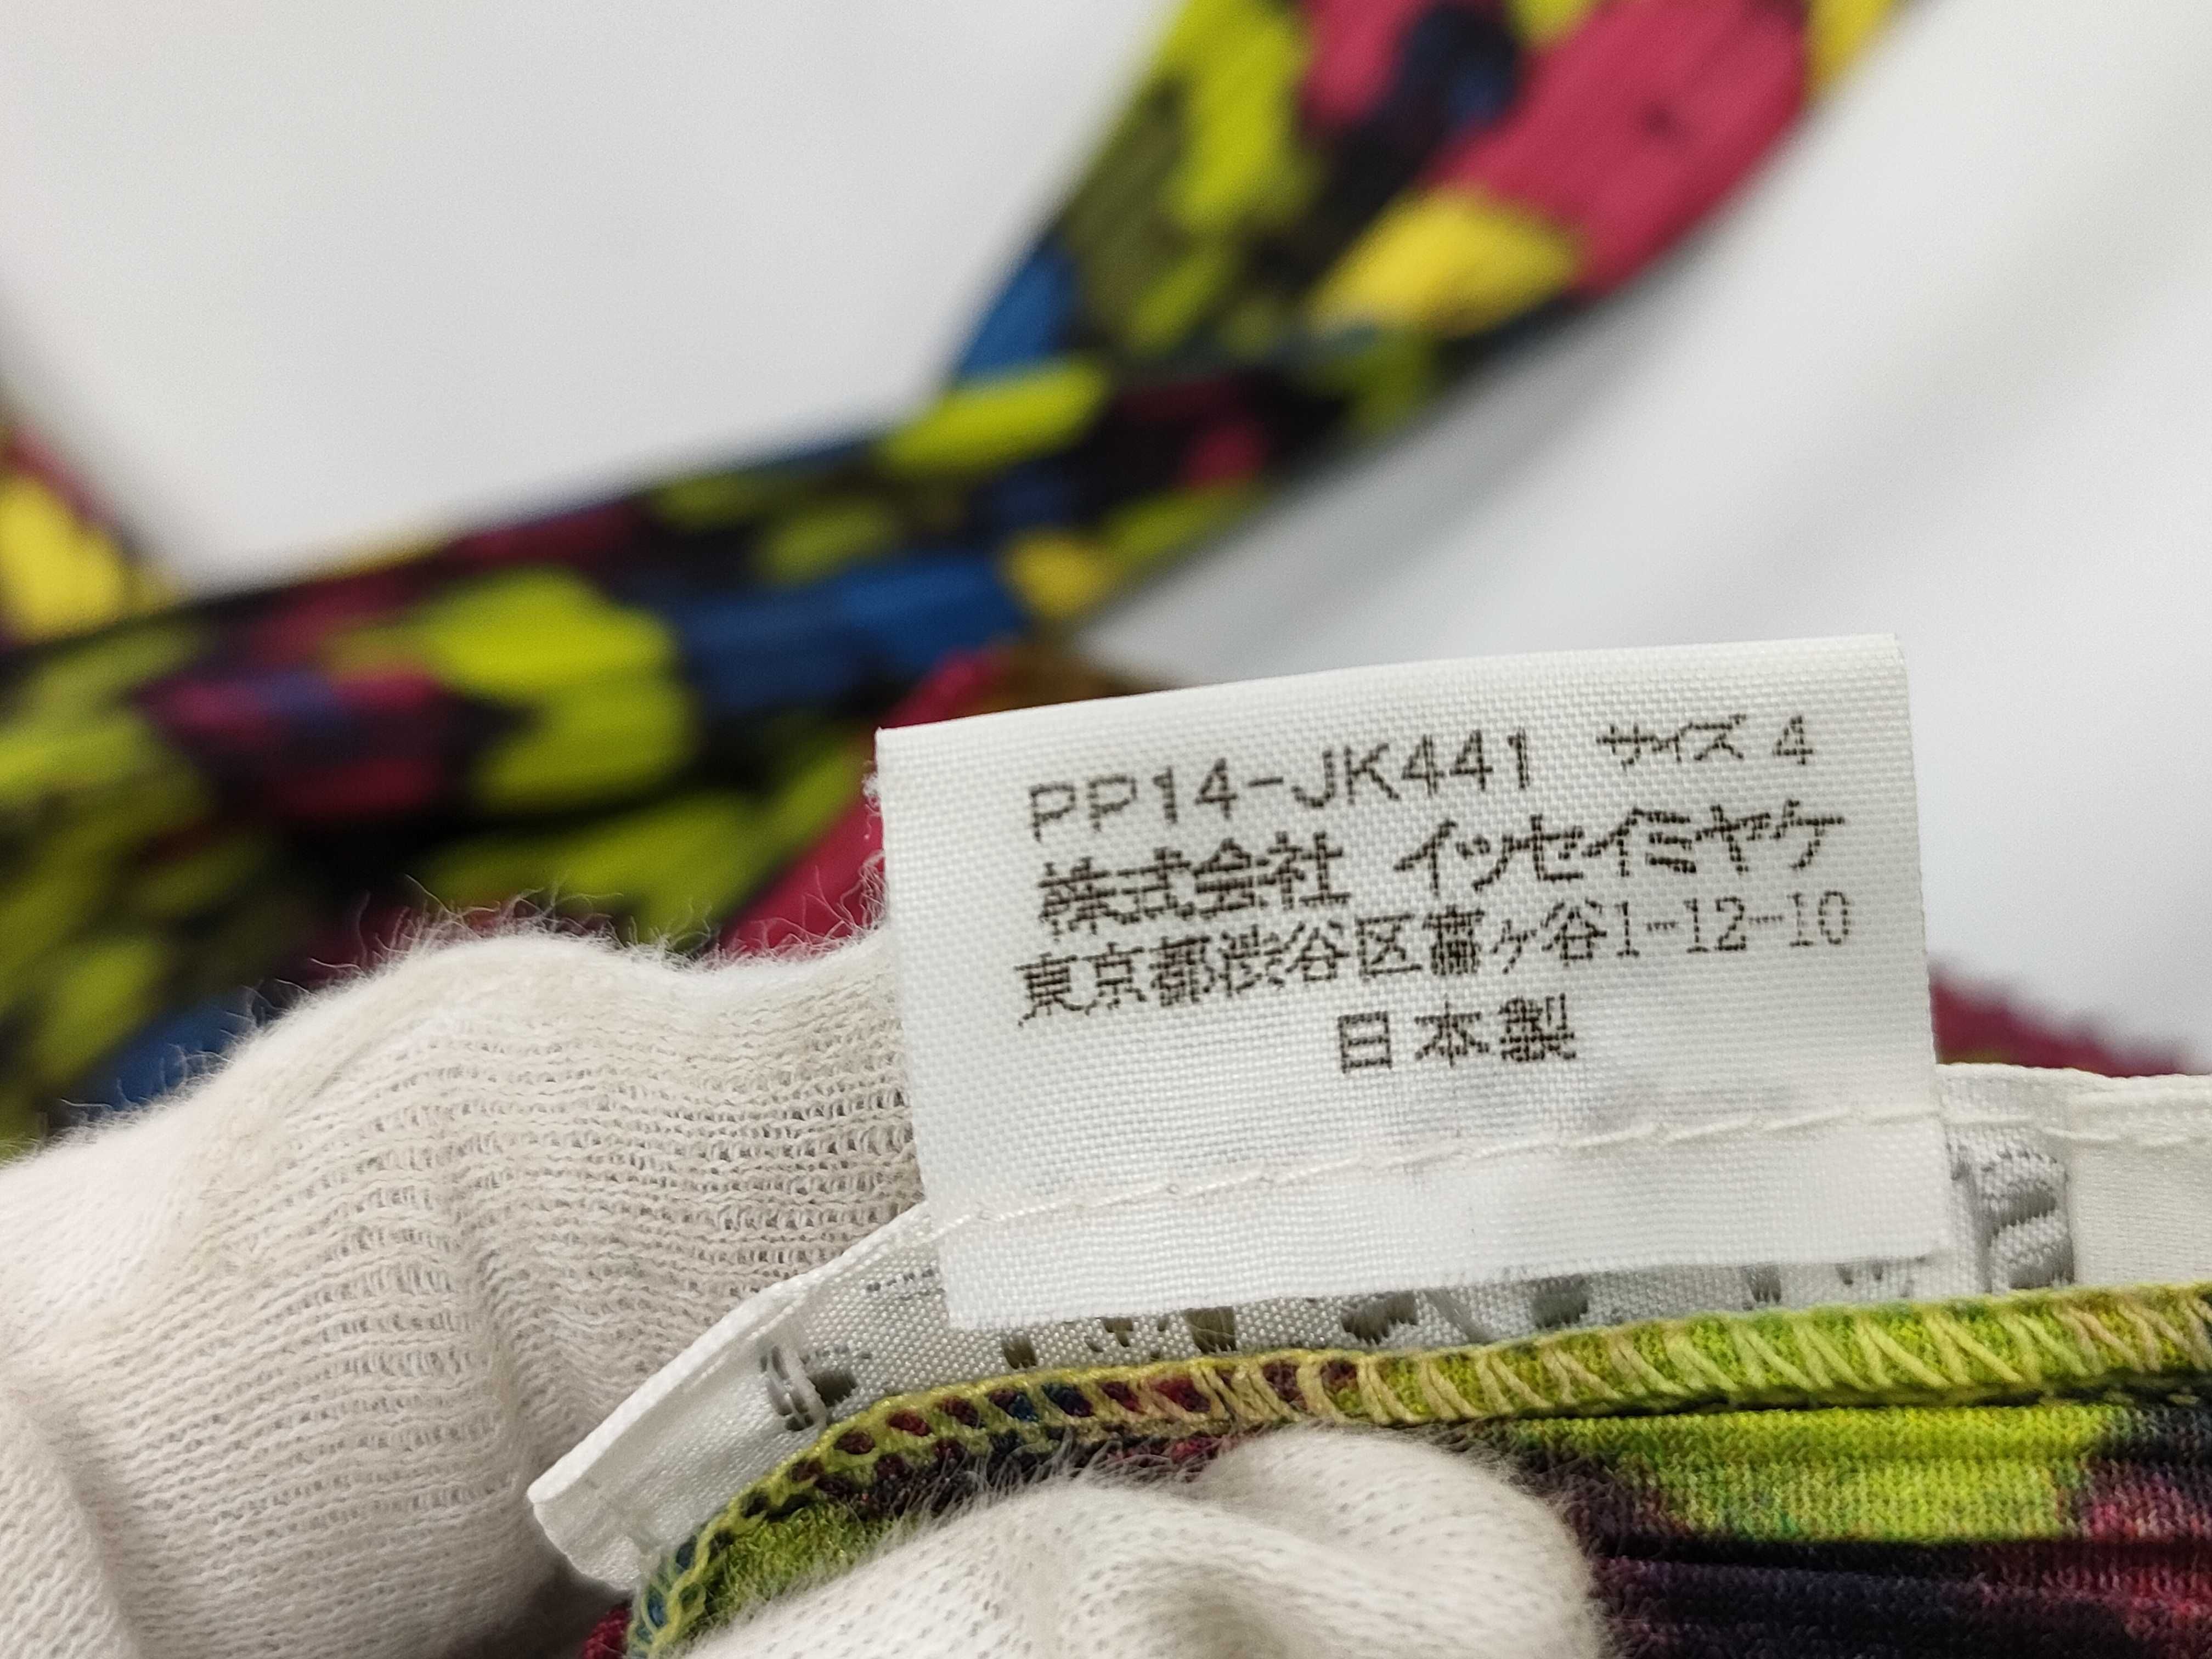 PP14-JK441 サイズ 4
株式会社 イッセイミヤケ
東京都渋谷区富ヶ谷1-12-10
日本製